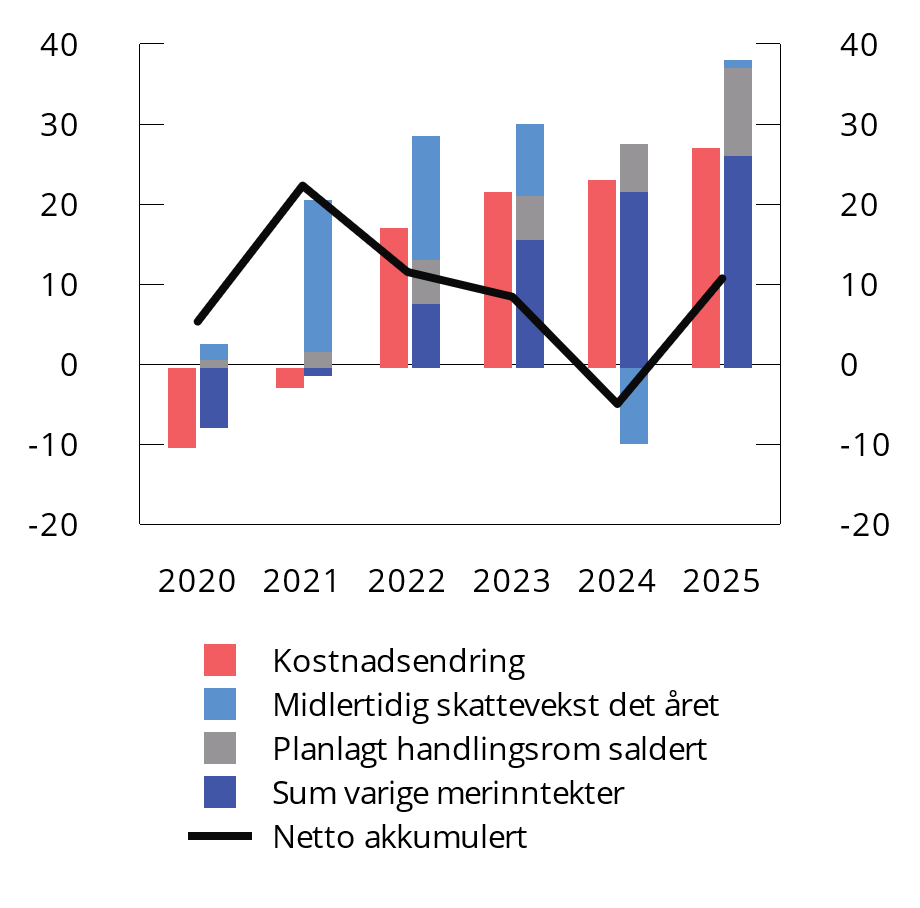 40 40
30 30
20 20
10 10
0 0
-10 -10
-20 -20
2020 2021 2022 2023 2024 2025
Kostnadsendring
Midlertidig skattevekst det året
Planlagt handlingsrom saldert
Sum varige merinntekter
Netto akkumulert